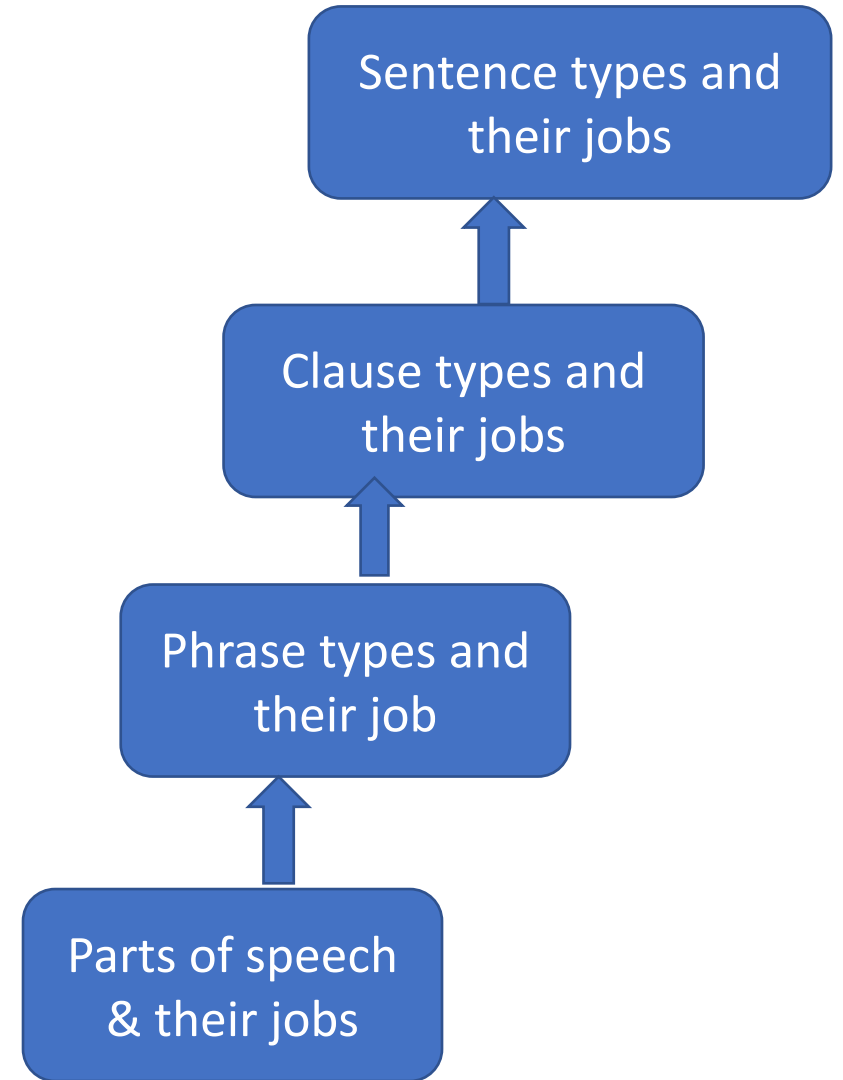 Sentence types and
their jobs
Clause types and
their jobs
Phrase types and
their job
Parts of speech
& their jobs